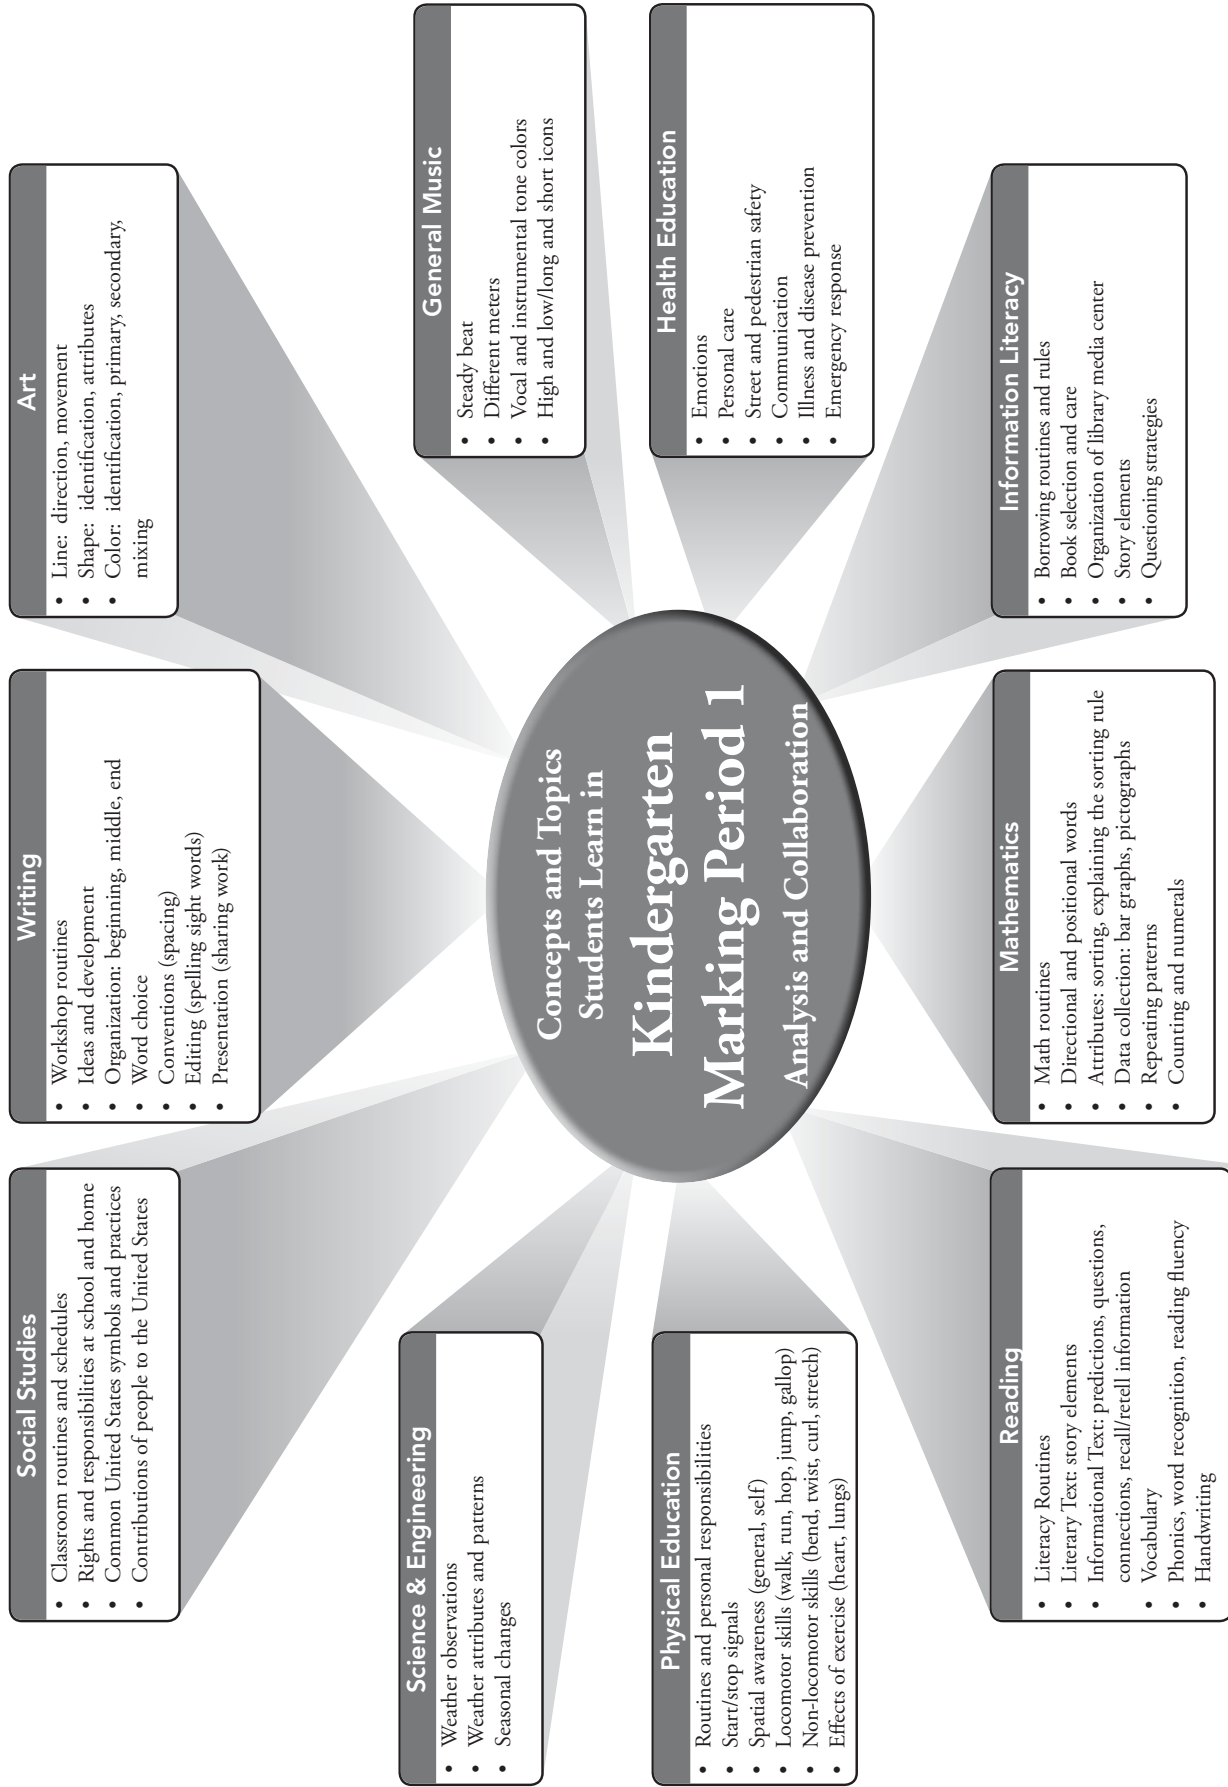 Social Studies
• Classroom routines and schedules
• Rights and responsibilities at school and home
• Common United States symbols and practices
• Contributions of people to the United States
Writing
• Workshop routines
• Ideas and development
• Organization: beginning, middle, end
• Word choice
• Conventions (spacing)
• Editing (spelling sight words)
• Presentation (sharing work)
Art
• Line: direction, movement
• Shape: identification, attributes
• Color: identification, primary, secondary,
mixing
Science & Engineering
• Weather observations
• Weather attributes and patterns
• Seasonal changes
General Music
• Steady beat
• Different meters
• Vocal and instrumental tone colors
• High and low/long and short icons
Concepts and Topics
Students Learn in
Kindergarten
Marking Period 1
Analysis and Collaboration
Physical Education
• Routines and personal responsibilities
• Start/stop signals
• Spatial awareness (general, self)
• Locomotor skills (walk, run, hop, jump, gallop)
• Non-locomotor skills (bend, twist, curl, stretch)
• Effects of exercise (heart, lungs)
Health Education
• Emotions
• Personal care
• Street and pedestrian safety
• Communication
• Illness and disease prevention
• Emergency response
Reading
• Literacy Routines
• Literary Text: story elements
• Informational Text: predictions, questions,
connections, recall/retell information
• Vocabulary
• Phonics, word recognition, reading fluency
• Handwriting
Mathematics
• Math routines
• Directional and positional words
• Attributes: sorting, explaining the sorting rule
• Data collection: bar graphs, pictographs
• Repeating patterns
• Counting and numerals
Information Literacy
• Borrowing routines and rules
• Book selection and care
• Organization of library media center
• Story elements
• Questioning strategies